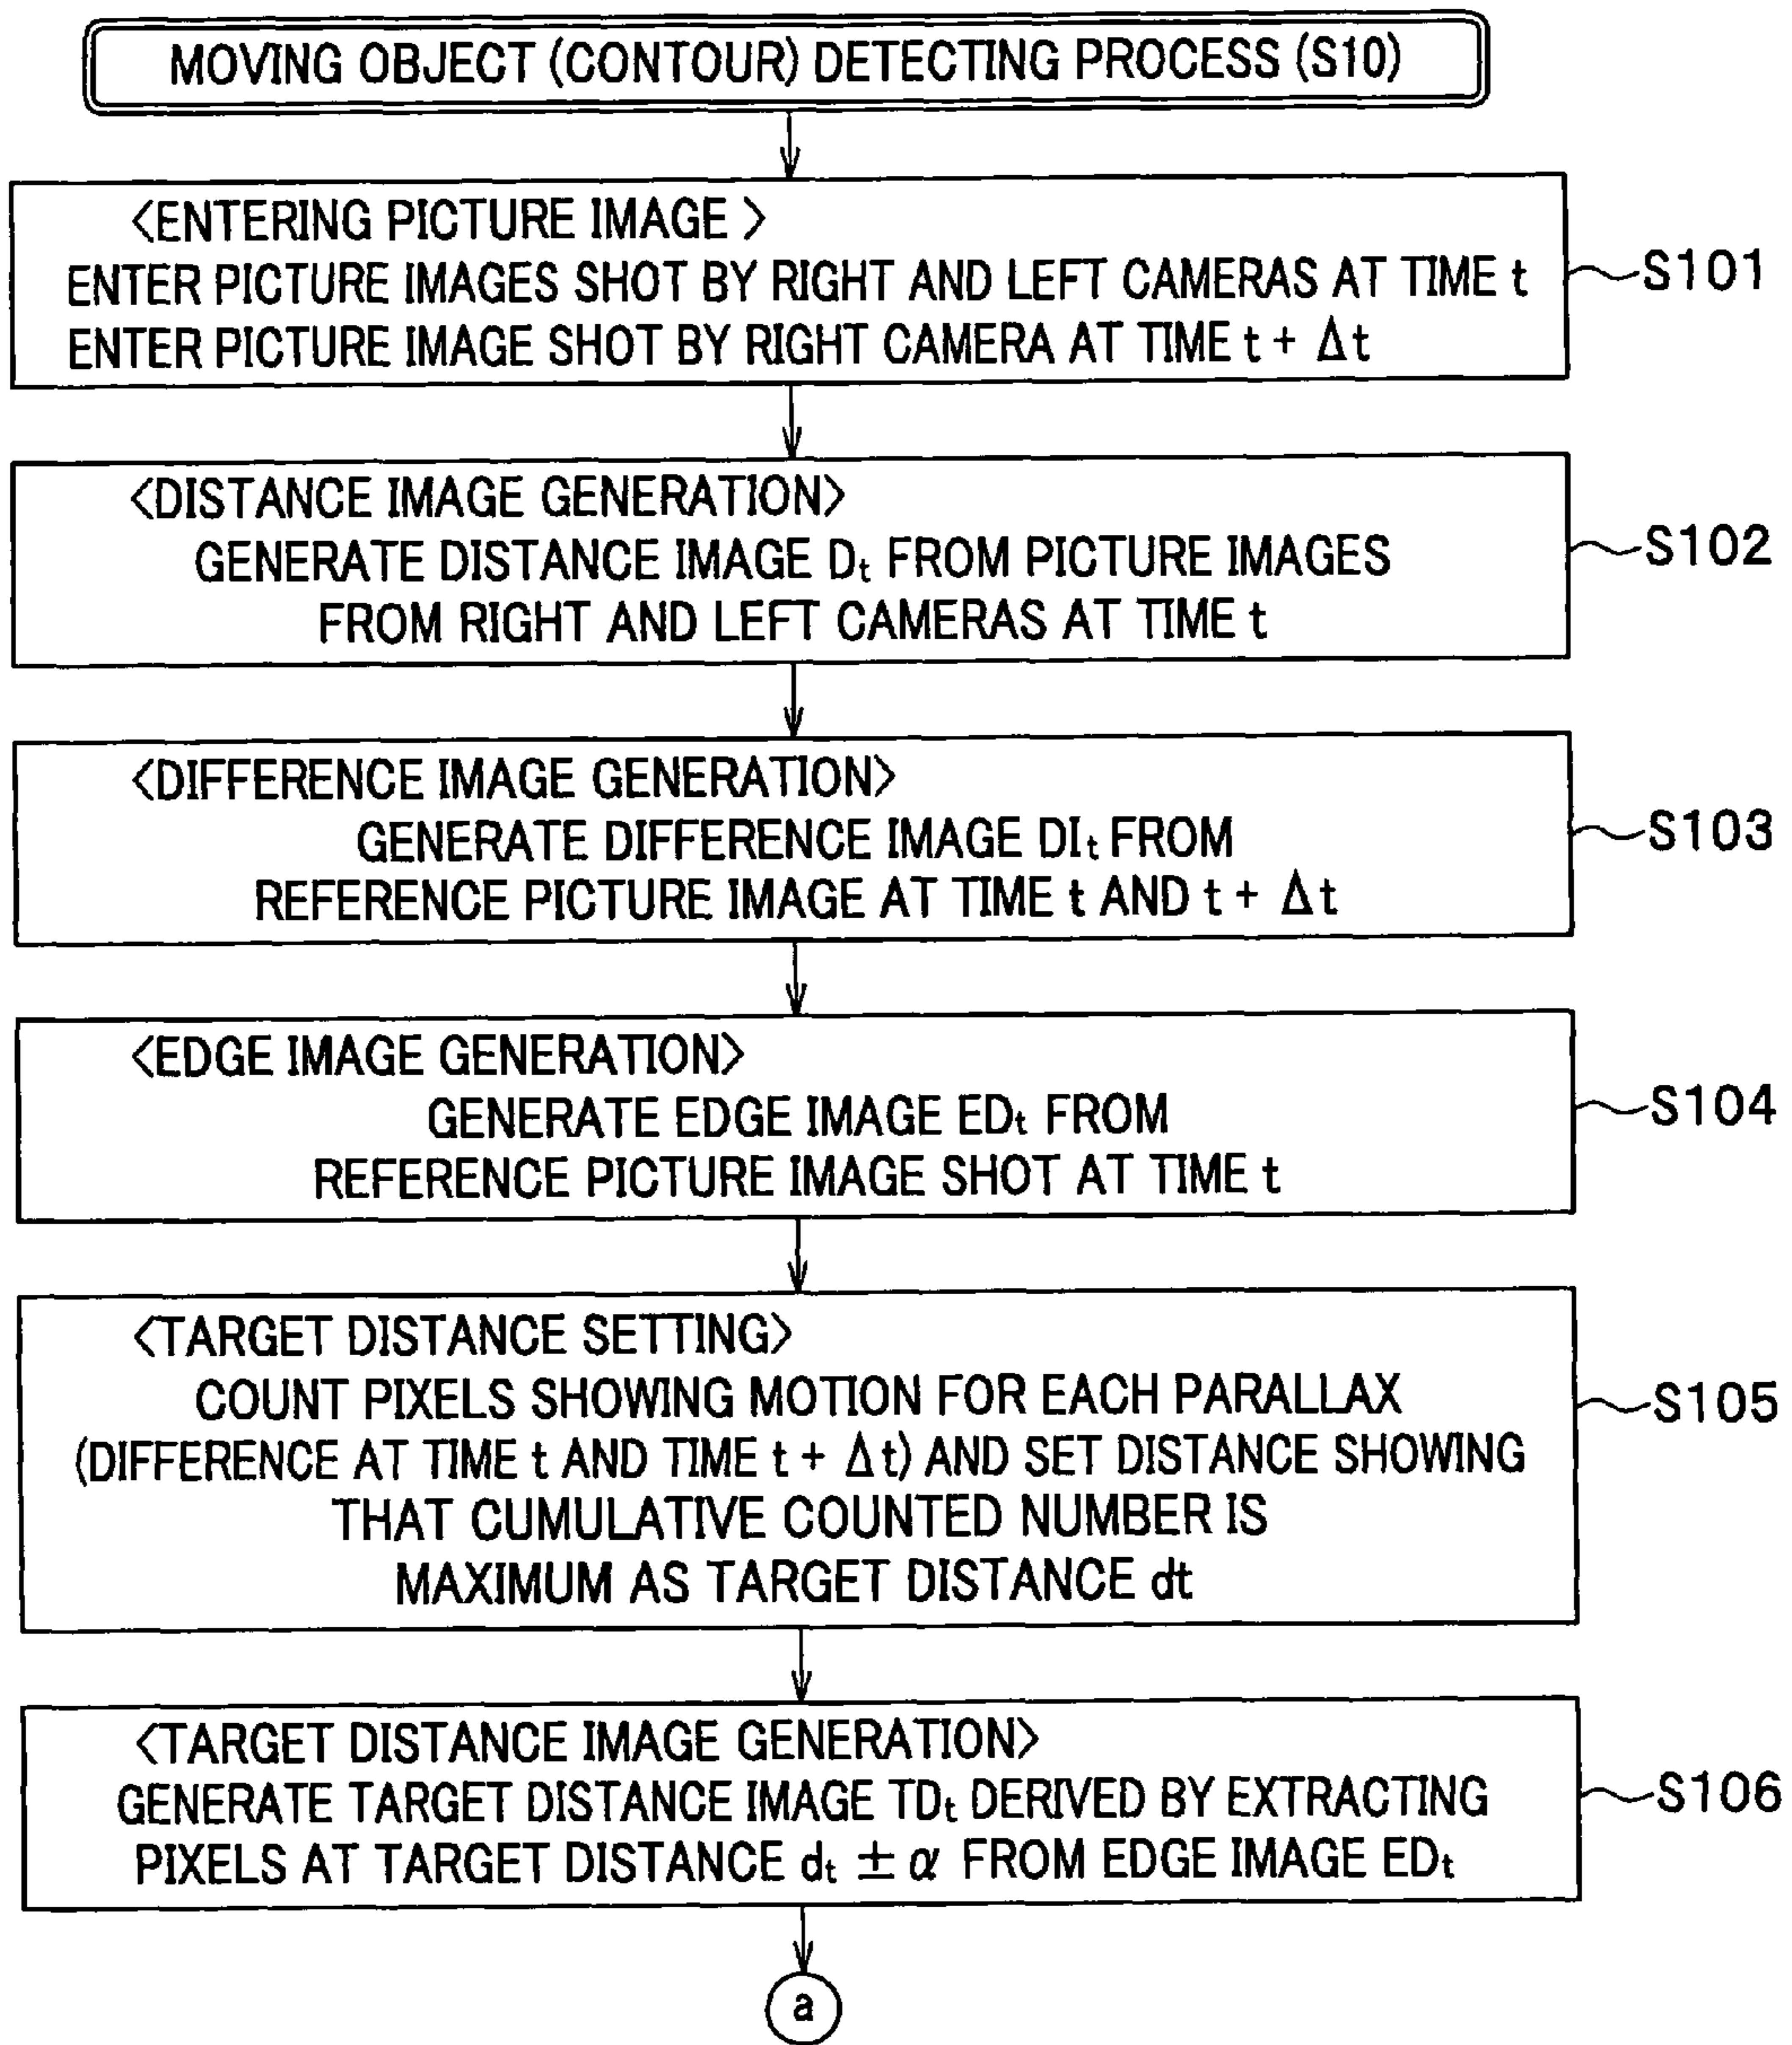 MOVING OBJECT (CONTOUR) DETECTING PROCESS (S10)
<ENTERING PICTURE IMAGE >
ENTER PICTURE IMAGES SHOT BY RIGHT AND LEFT CAMERAS AT TIME t
ENTER PICTURE IMAGE SHOT BY RIGHT CAMERA AT TIME t + Δt
S101
<DISTANCE IMAGE GENERATION>
GENERATE DISTANCE IMAGE Dₜ FROM PICTURE IMAGES
FROM RIGHT AND LEFT CAMERAS AT TIME t
S102
<DIFFERENCE IMAGE GENERATION>
GENERATE DIFFERENCE IMAGE DIₜ FROM
REFERENCE PICTURE IMAGE AT TIME t AND t + Δt
S103
<EDGE IMAGE GENERATION>
GENERATE EDGE IMAGE EDₜ FROM
REFERENCE PICTURE IMAGE SHOT AT TIME t
S104
<TARGET DISTANCE SETTING>
COUNT PIXELS SHOWING MOTION FOR EACH PARALLAX
(DIFFERENCE AT TIME t AND TIME t + Δt) AND SET DISTANCE SHOWING
THAT CUMULATIVE COUNTED NUMBER IS
MAXIMUM AS TARGET DISTANCE dt
S105
<TARGET DISTANCE IMAGE GENERATION>
GENERATE TARGET DISTANCE IMAGE TDₜ DERIVED BY EXTRACTING
PIXELS AT TARGET DISTANCE dₜ ± α FROM EDGE IMAGE EDₜ
S106
a